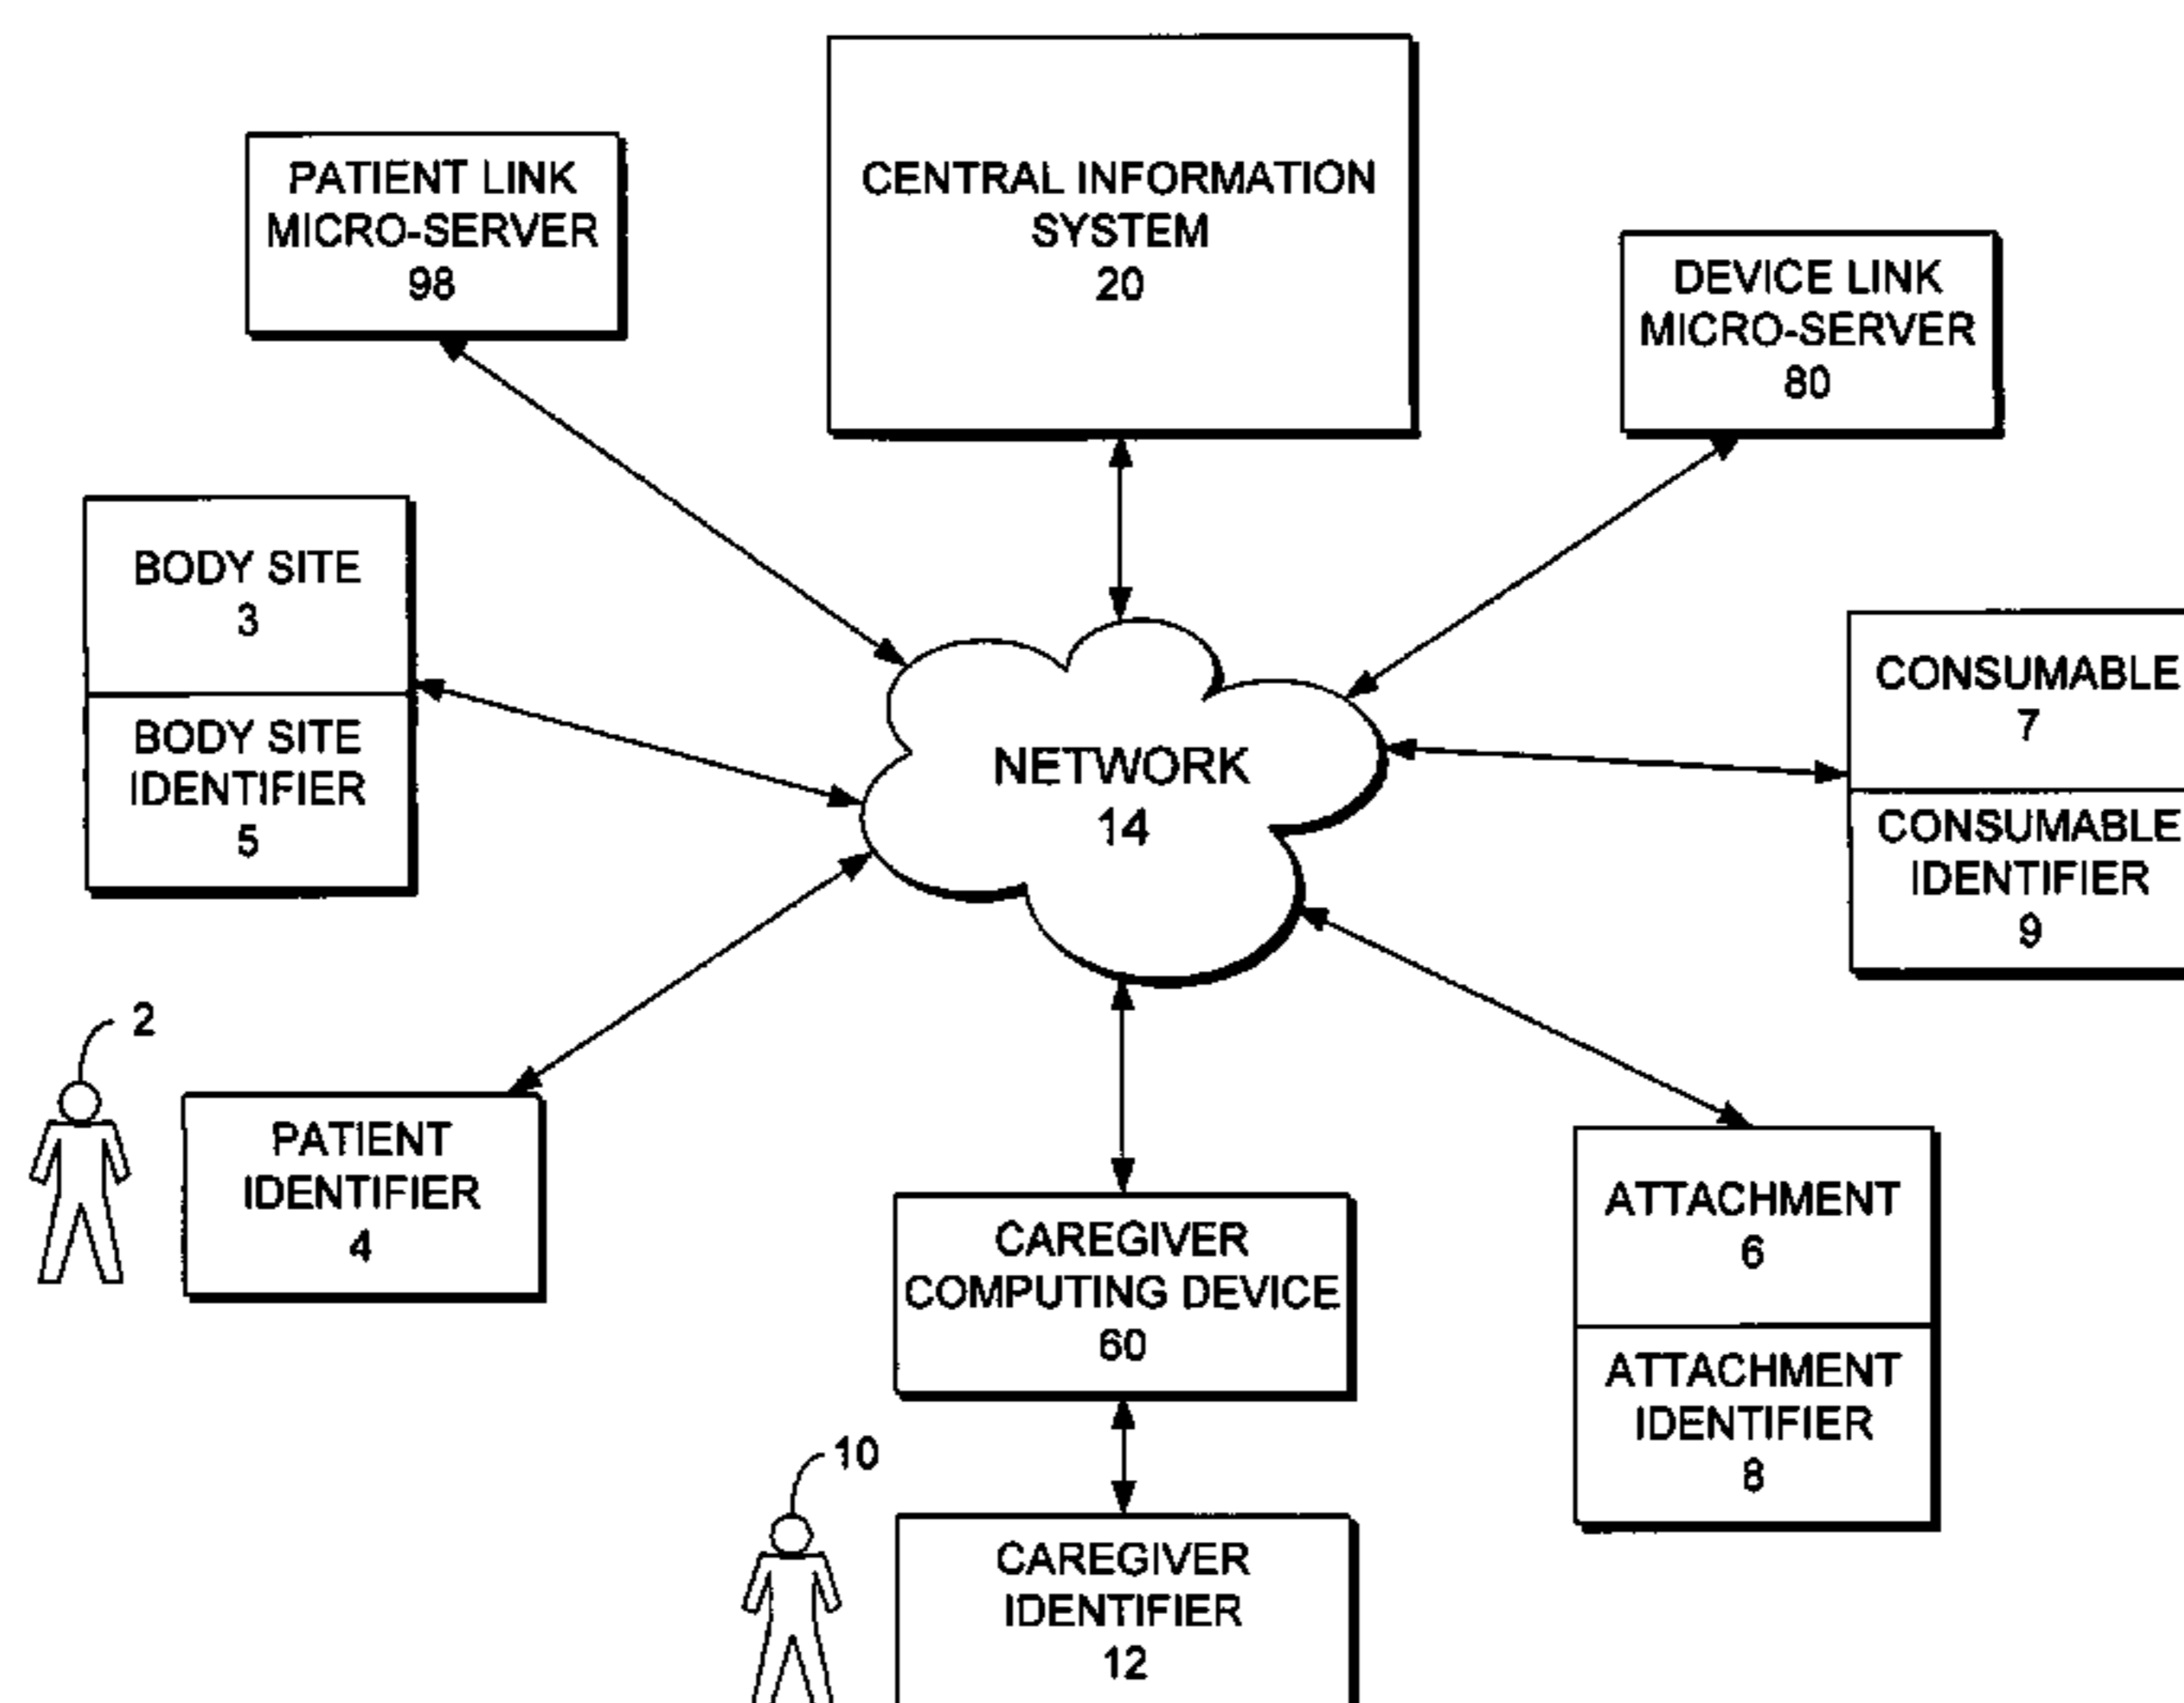 PATIENT LINK
MICRO-SERVER
98
CENTRAL INFORMATION
SYSTEM
20
DEVICE LINK
MICRO-SERVER
80
BODY SITE
3
BODY SITE
IDENTIFIER
5
NETWORK
14
CONSUMABLE
7
CONSUMABLE
IDENTIFIER
9
2
PATIENT
IDENTIFIER
4
CAREGIVER
COMPUTING DEVICE
60
ATTACHMENT
6
ATTACHMENT
IDENTIFIER
8
10
CAREGIVER
IDENTIFIER
12